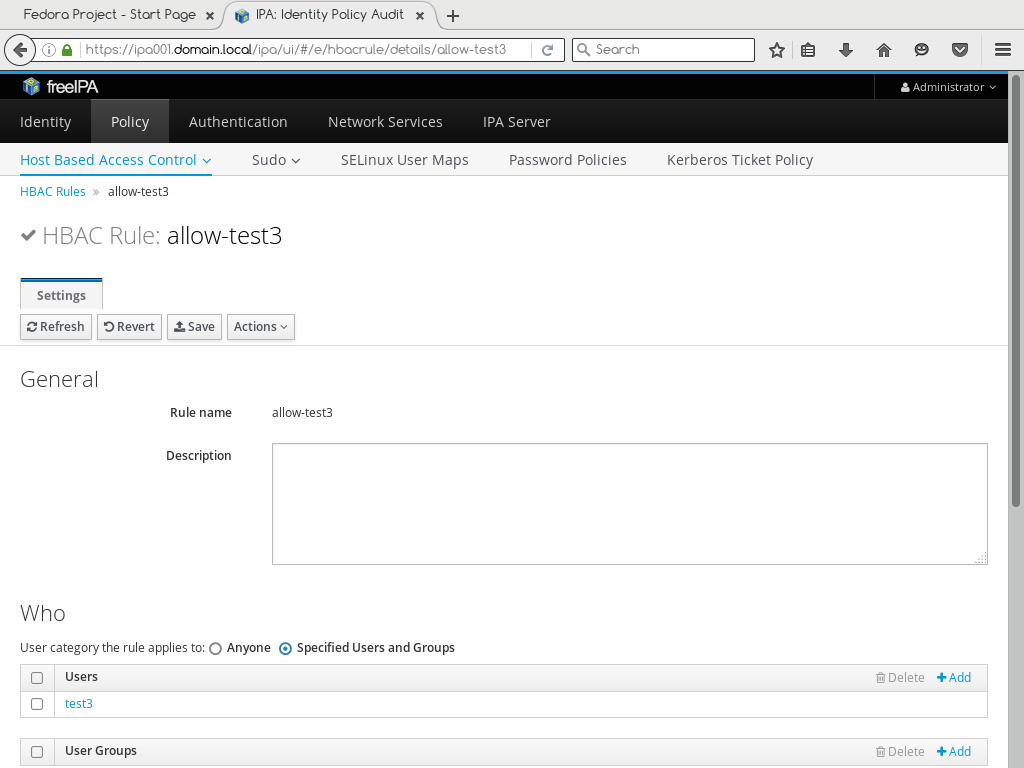 Fedora Project - Start Page
IPA: Identity Policy Audit
https://ipa001.domain.local/ipa/ui/#/e/hbacrule/details/allow-test3
Search
freeIPA
Administrator
Identity
Policy
Authentication
Network Services
IPA Server
Host Based Access Control
Sudo
SELinux User Maps
Password Policies
Kerberos Ticket Policy
HBAC Rules » allow-test3
HBAC Rule: allow-test3
Settings
Refresh
Revert
Save
Actions
General
Rule name allow-test3
Description
Who
User category the rule applies to: Anyone Specified Users and Groups
Users Delete Add
test3
User Groups Delete Add